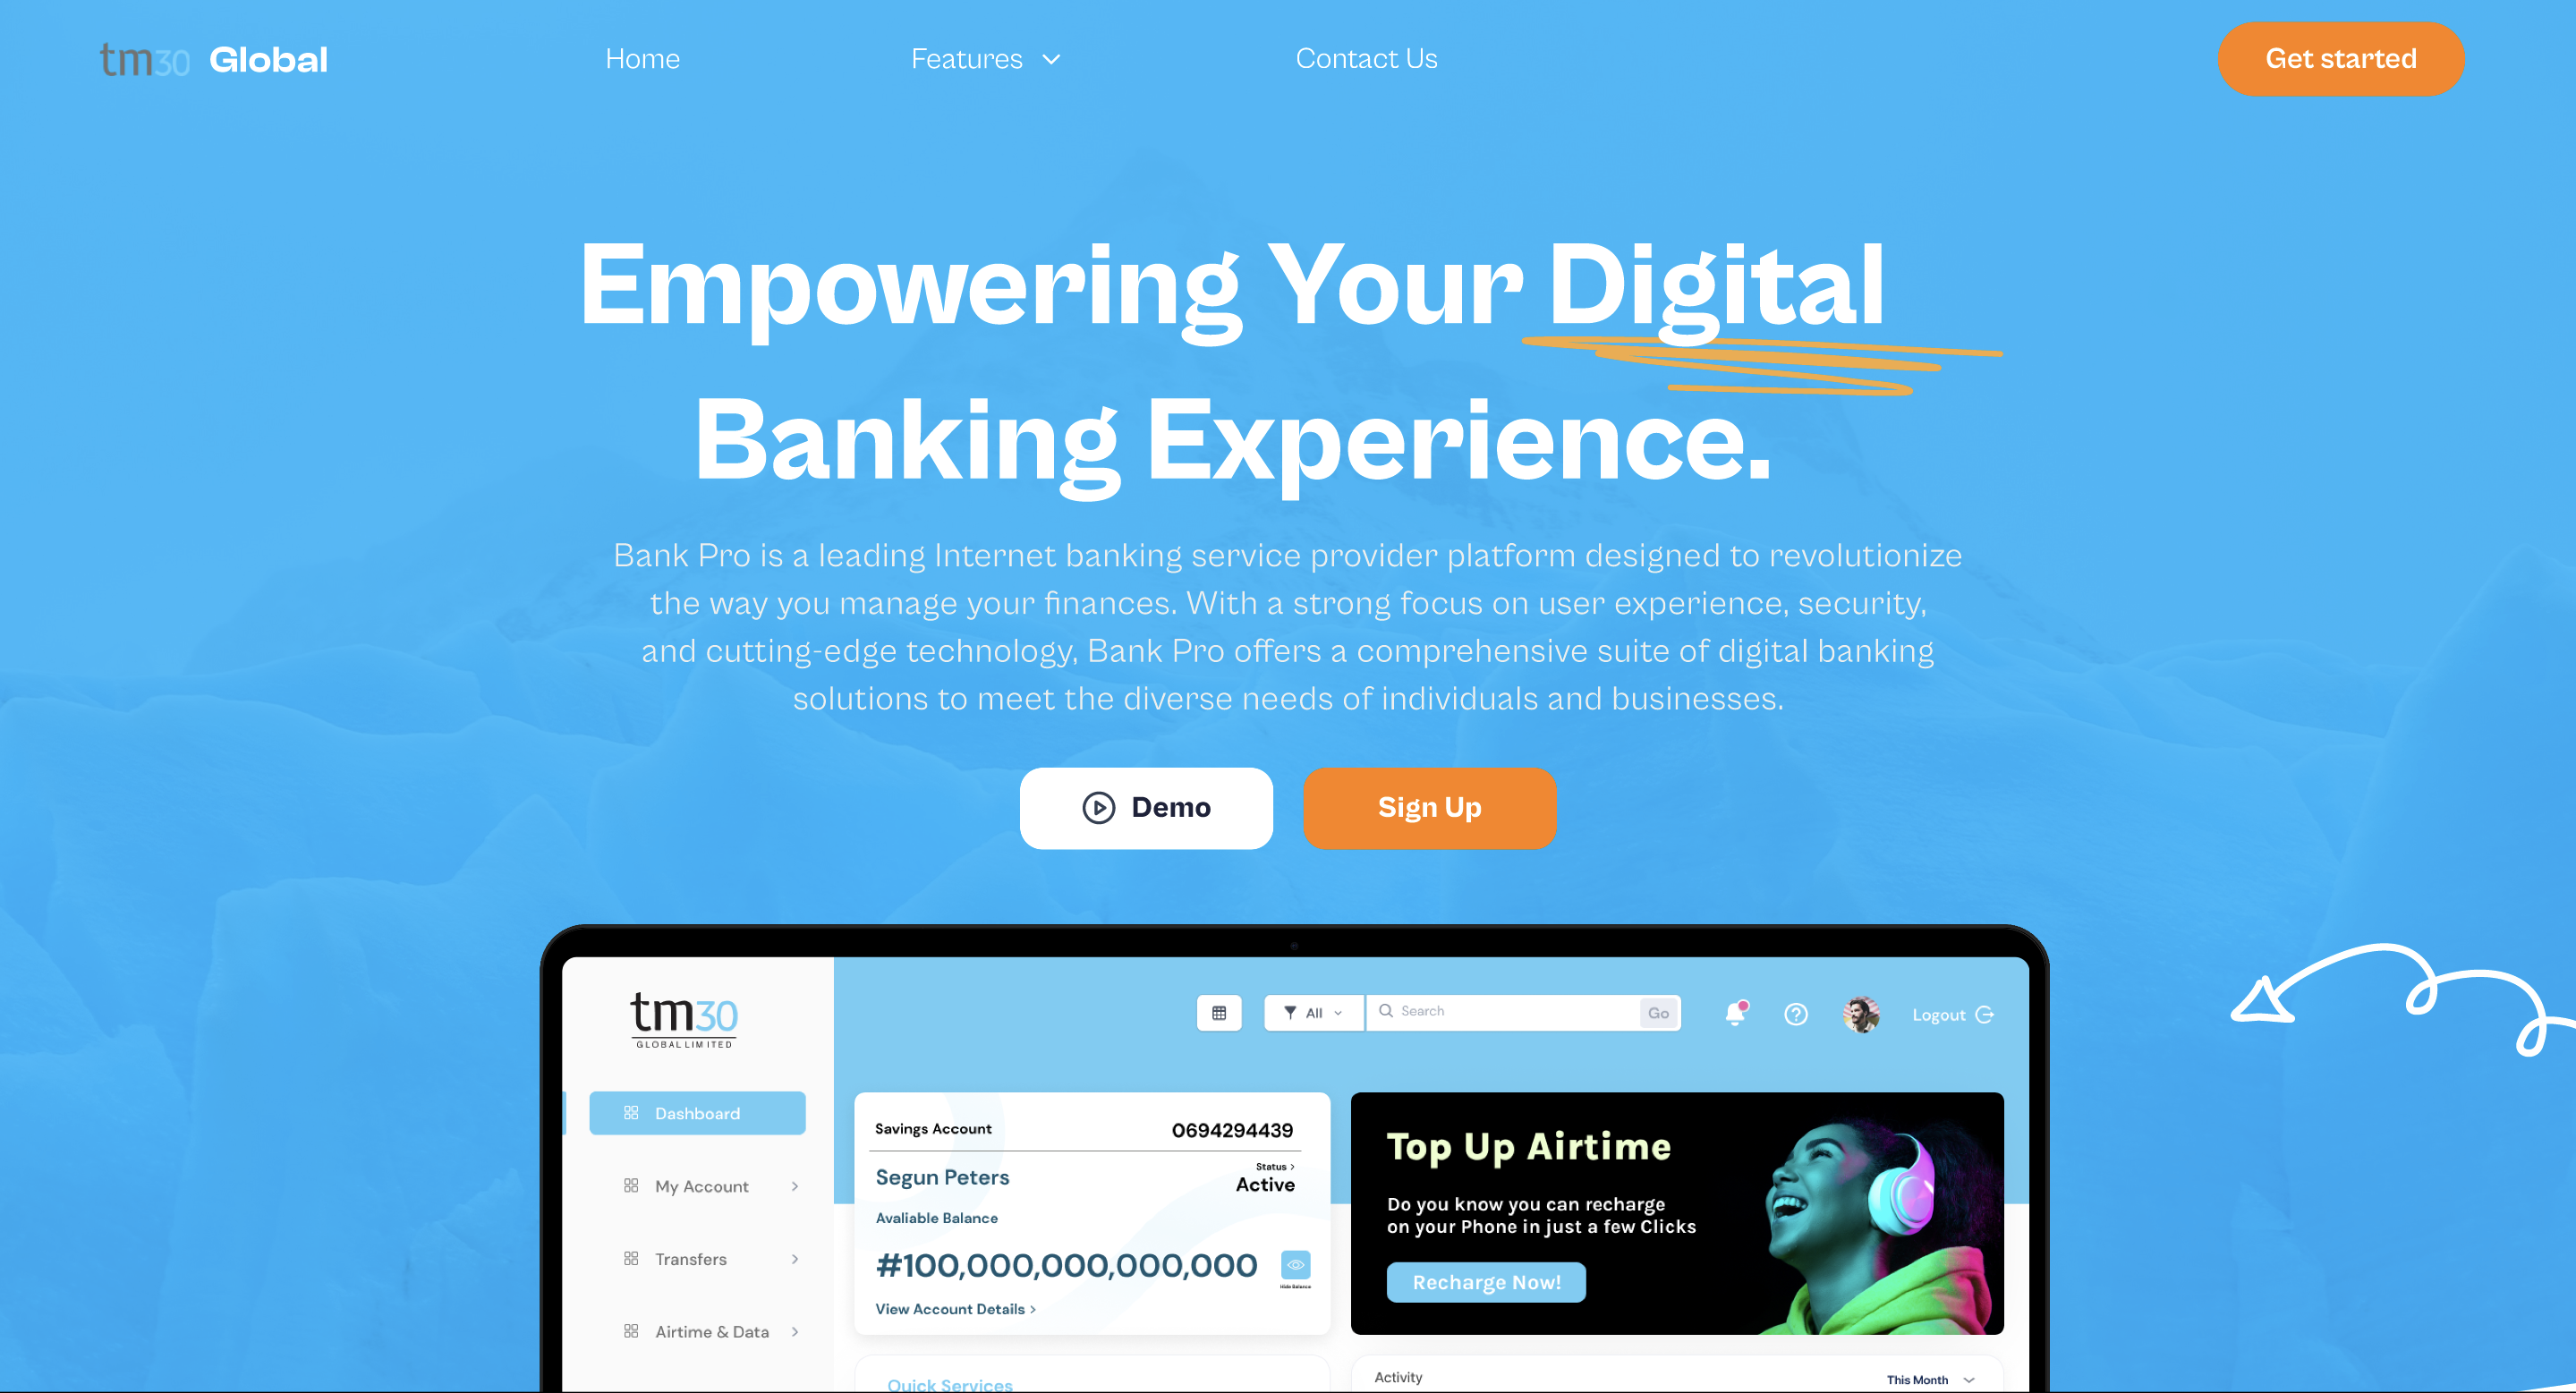 tm30 Global
Home
Features
Contact Us
Get started
Empowering Your Digital
Banking Experience.
Bank Pro is a leading Internet banking service provider platform designed to revolutionize
the way you manage your finances. With a strong focus on user experience, security,
and cutting-edge technology, Bank Pro offers a comprehensive suite of digital banking
solutions to meet the diverse needs of individuals and businesses.
Demo
Sign Up
tm30
GLOBAL LIMITED
All
Search
Go
Logout
Dashboard
My Account
Transfers
Airtime & Data
Savings Account
0694294439
Segun Peters
Status >
Active
Avaliable Balance
#100,000,000,000,000
Hide Balance
View Account Details >
Top Up Airtime
Do you know you can recharge
on your Phone in just a few Clicks
Recharge Now!
Quick Services
Activity
This Month